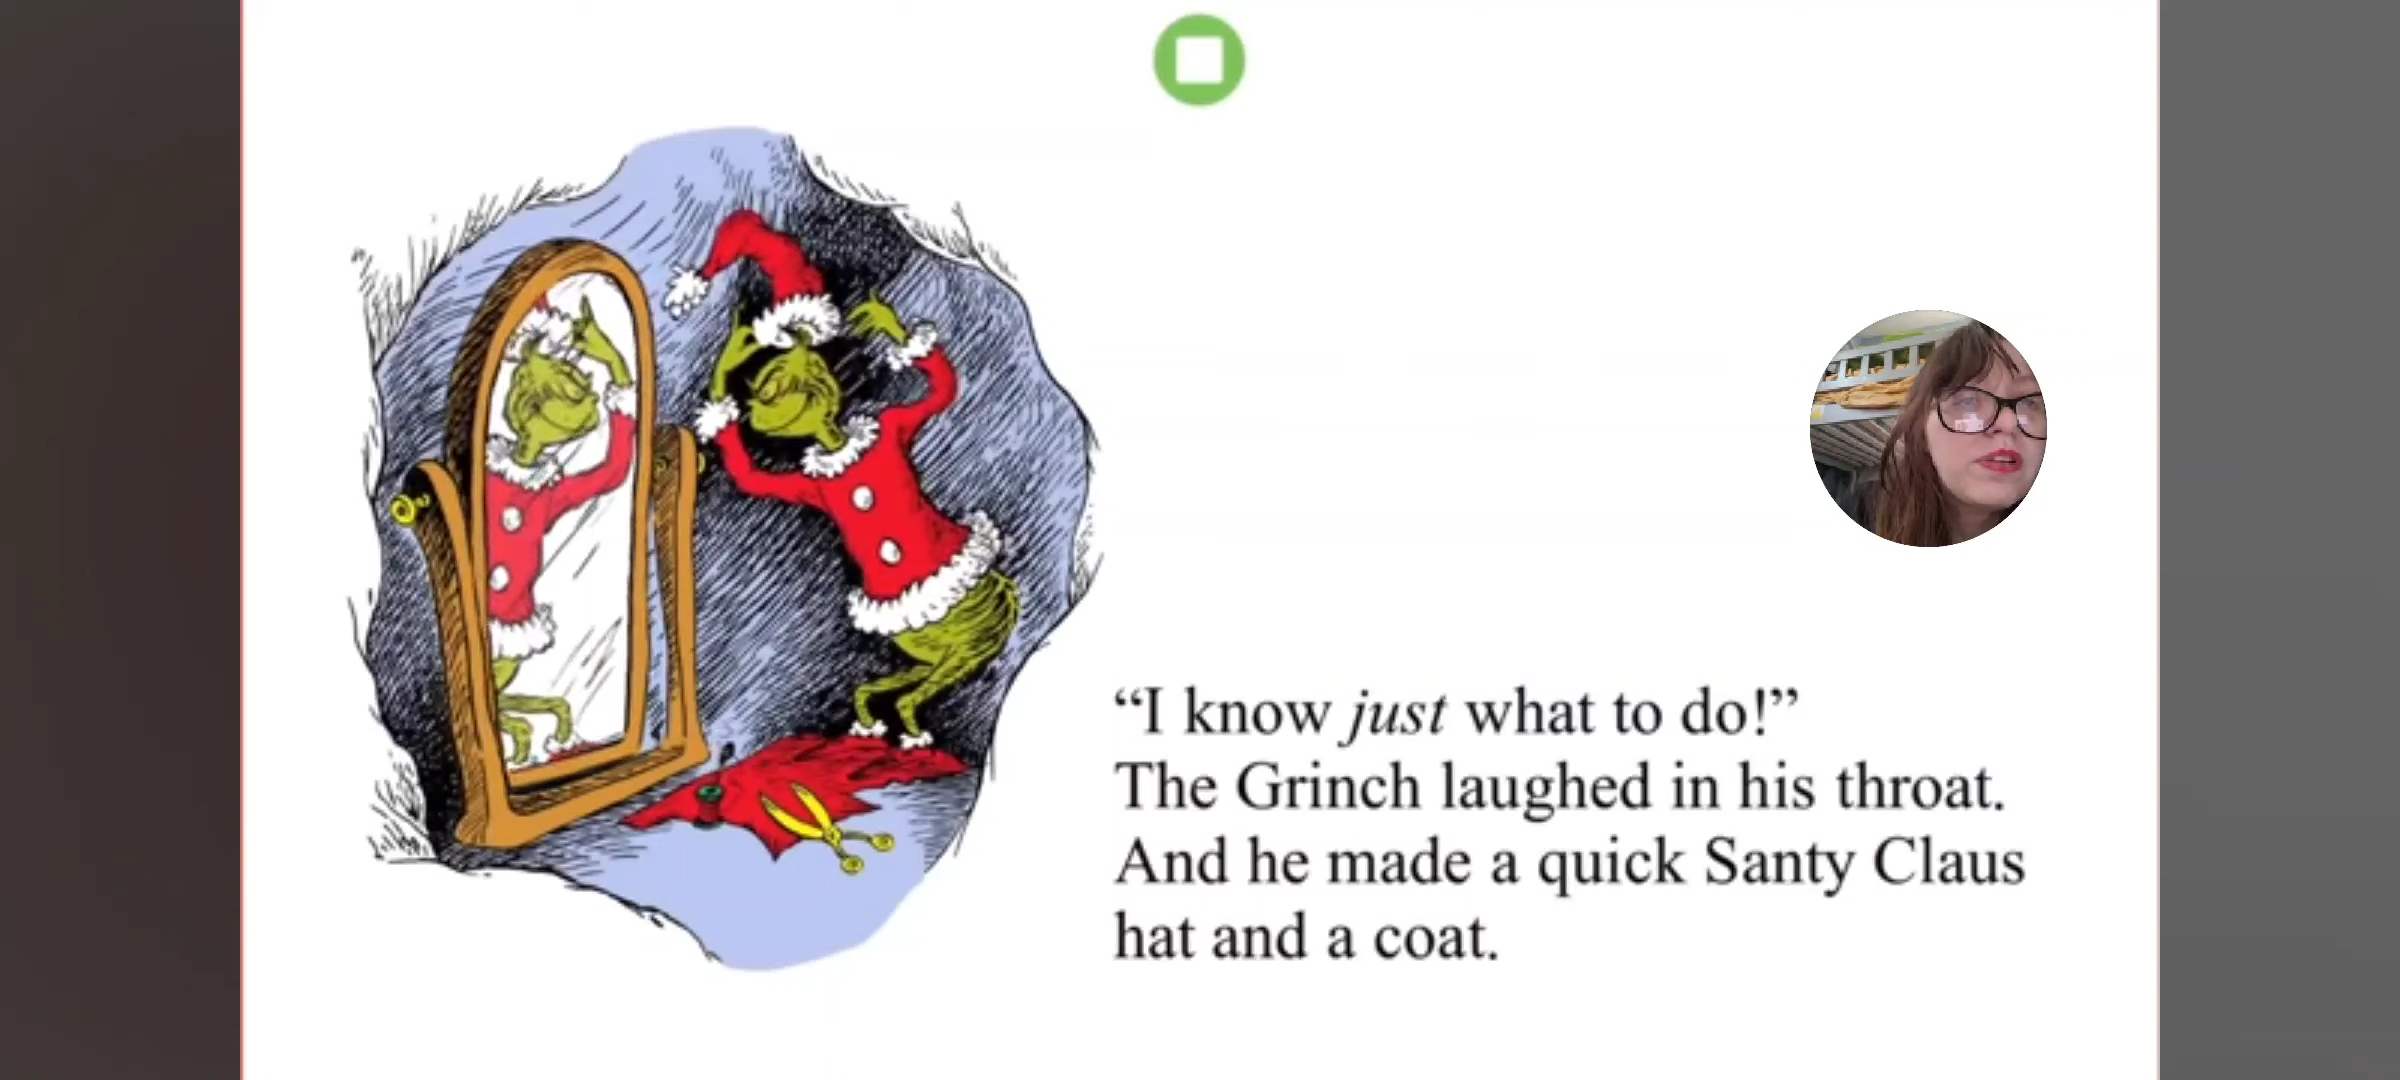 “I know just what to do!”
The Grinch laughed in his throat.
And he made a quick Santy Claus
hat and a coat.